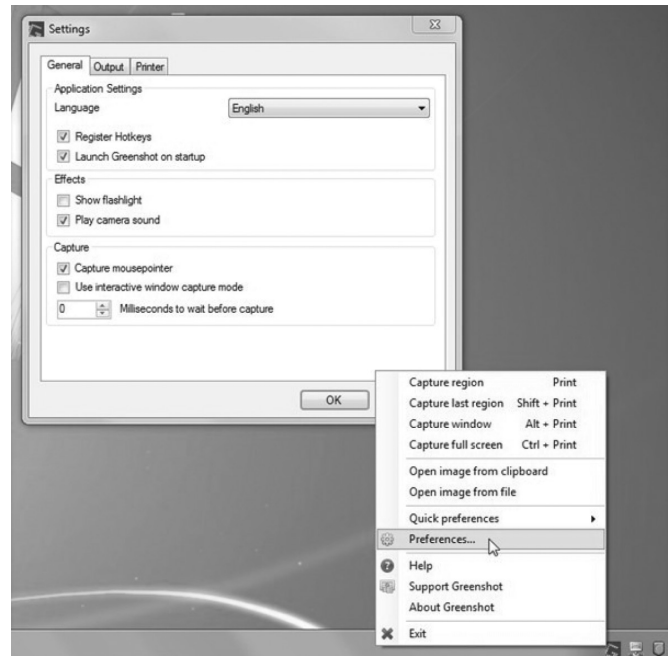 Settings
General Output Printer
Application Settings
Language English
Register Hotkeys
Launch Greenshot on startup
Effects
Show flashlight
Play camera sound
Capture
Capture mousepointer
Use interactive window capture mode
0 Milliseconds to wait before capture
OK
Capture region Print
Capture last region Shift + Print
Capture window Alt + Print
Capture full screen Ctrl + Print
Open image from clipboard
Open image from file
Quick preferences
Preferences...
Help
Support Greenshot
About Greenshot
Exit